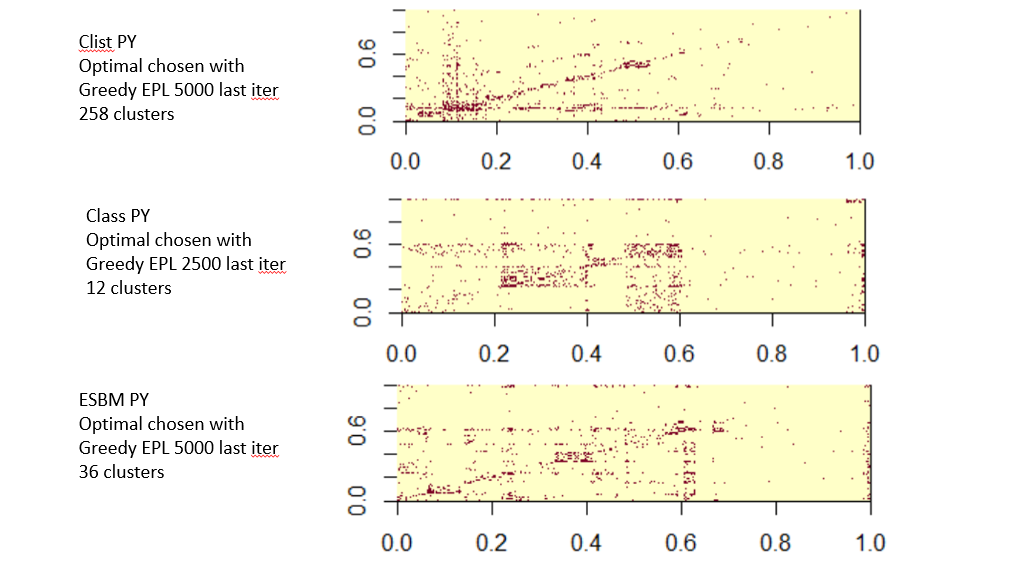 Clist PY
Optimal chosen with
Greedy EPL 5000 last iter
258 clusters
0.6
0.0
0.0 0.2 0.4 0.6 0.8 1.0
Class PY
Optimal chosen with
Greedy EPL 2500 last iter
12 clusters
0.6
0.0
0.0 0.2 0.4 0.6 0.8 1.0
ESBM PY
Optimal chosen with
Greedy EPL 5000 last iter
36 clusters
0.6
0.0
0.0 0.2 0.4 0.6 0.8 1.0